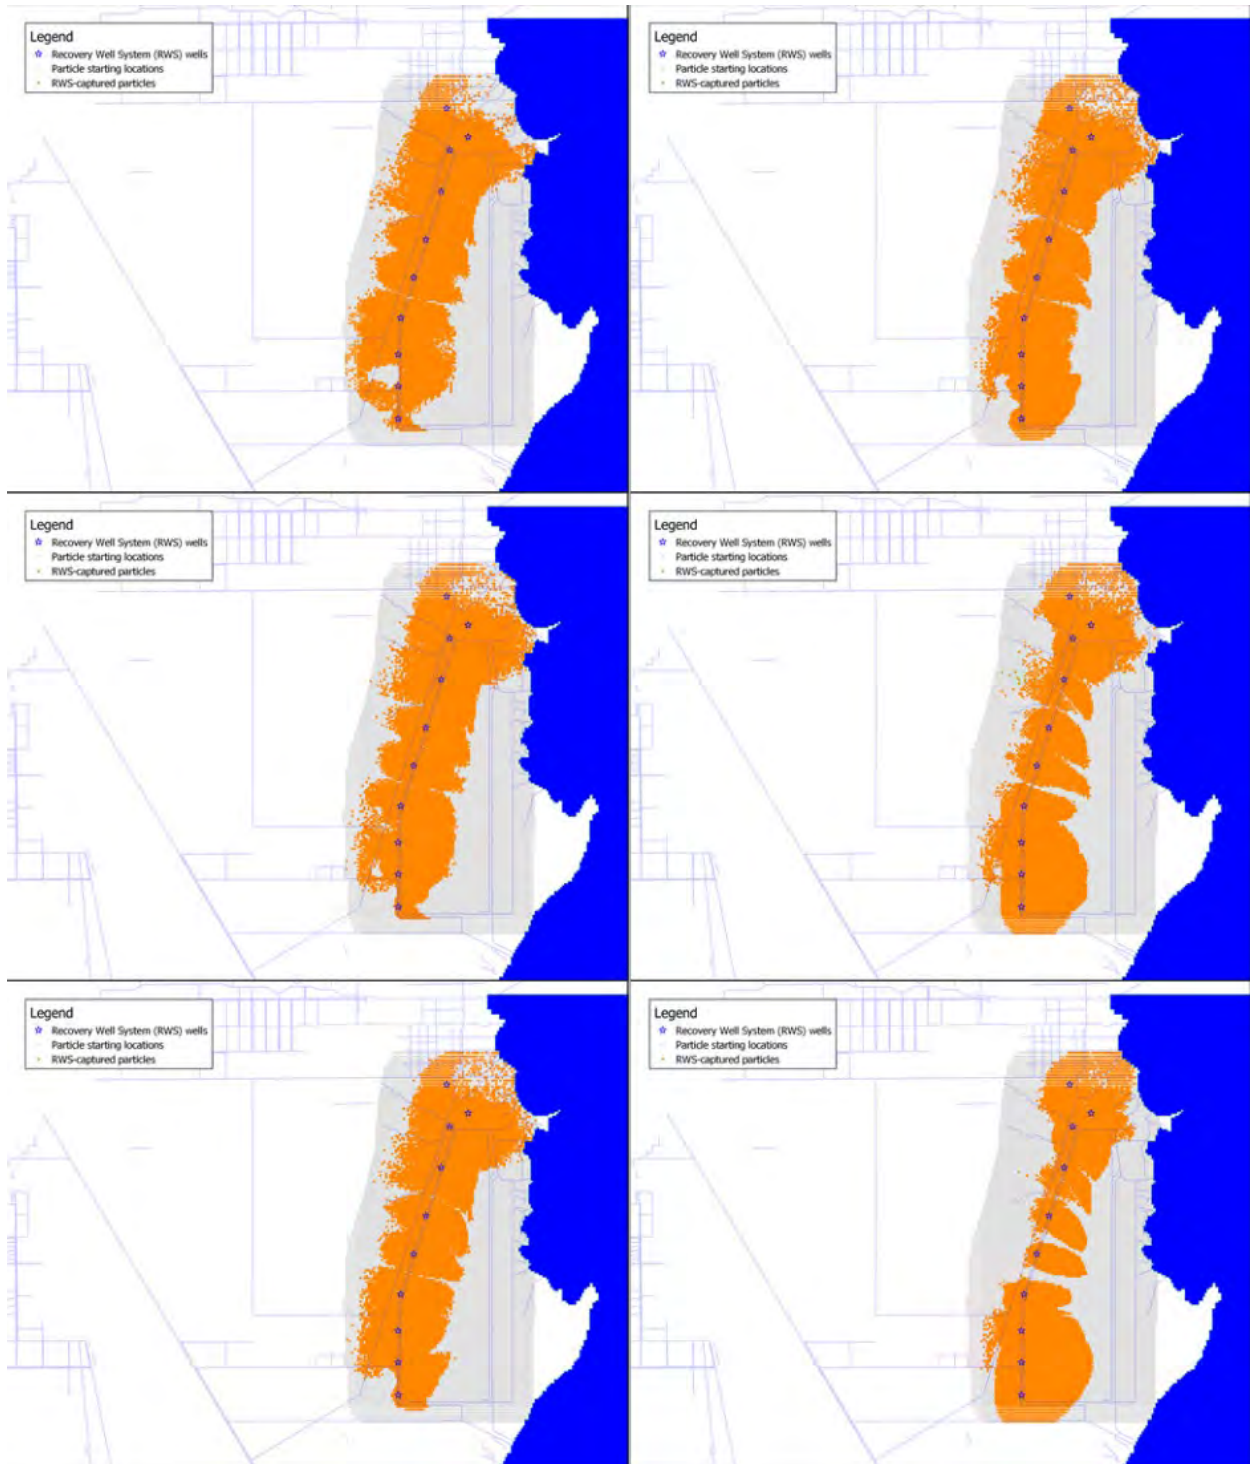 Legend
Recovery Well System (RWS) wells
Particle starting locations
RWS-captured particles
Legend
Recovery Well System (RWS) wells
Particle starting locations
RWS-captured particles
Legend
Recovery Well System (RWS) wells
Particle starting locations
RWS-captured particles
Legend
Recovery Well System (RWS) wells
Particle starting locations
RWS-captured particles
Legend
Recovery Well System (RWS) wells
Particle starting locations
RWS-captured particles
Legend
Recovery Well System (RWS) wells
Particle starting locations
RWS-captured particles